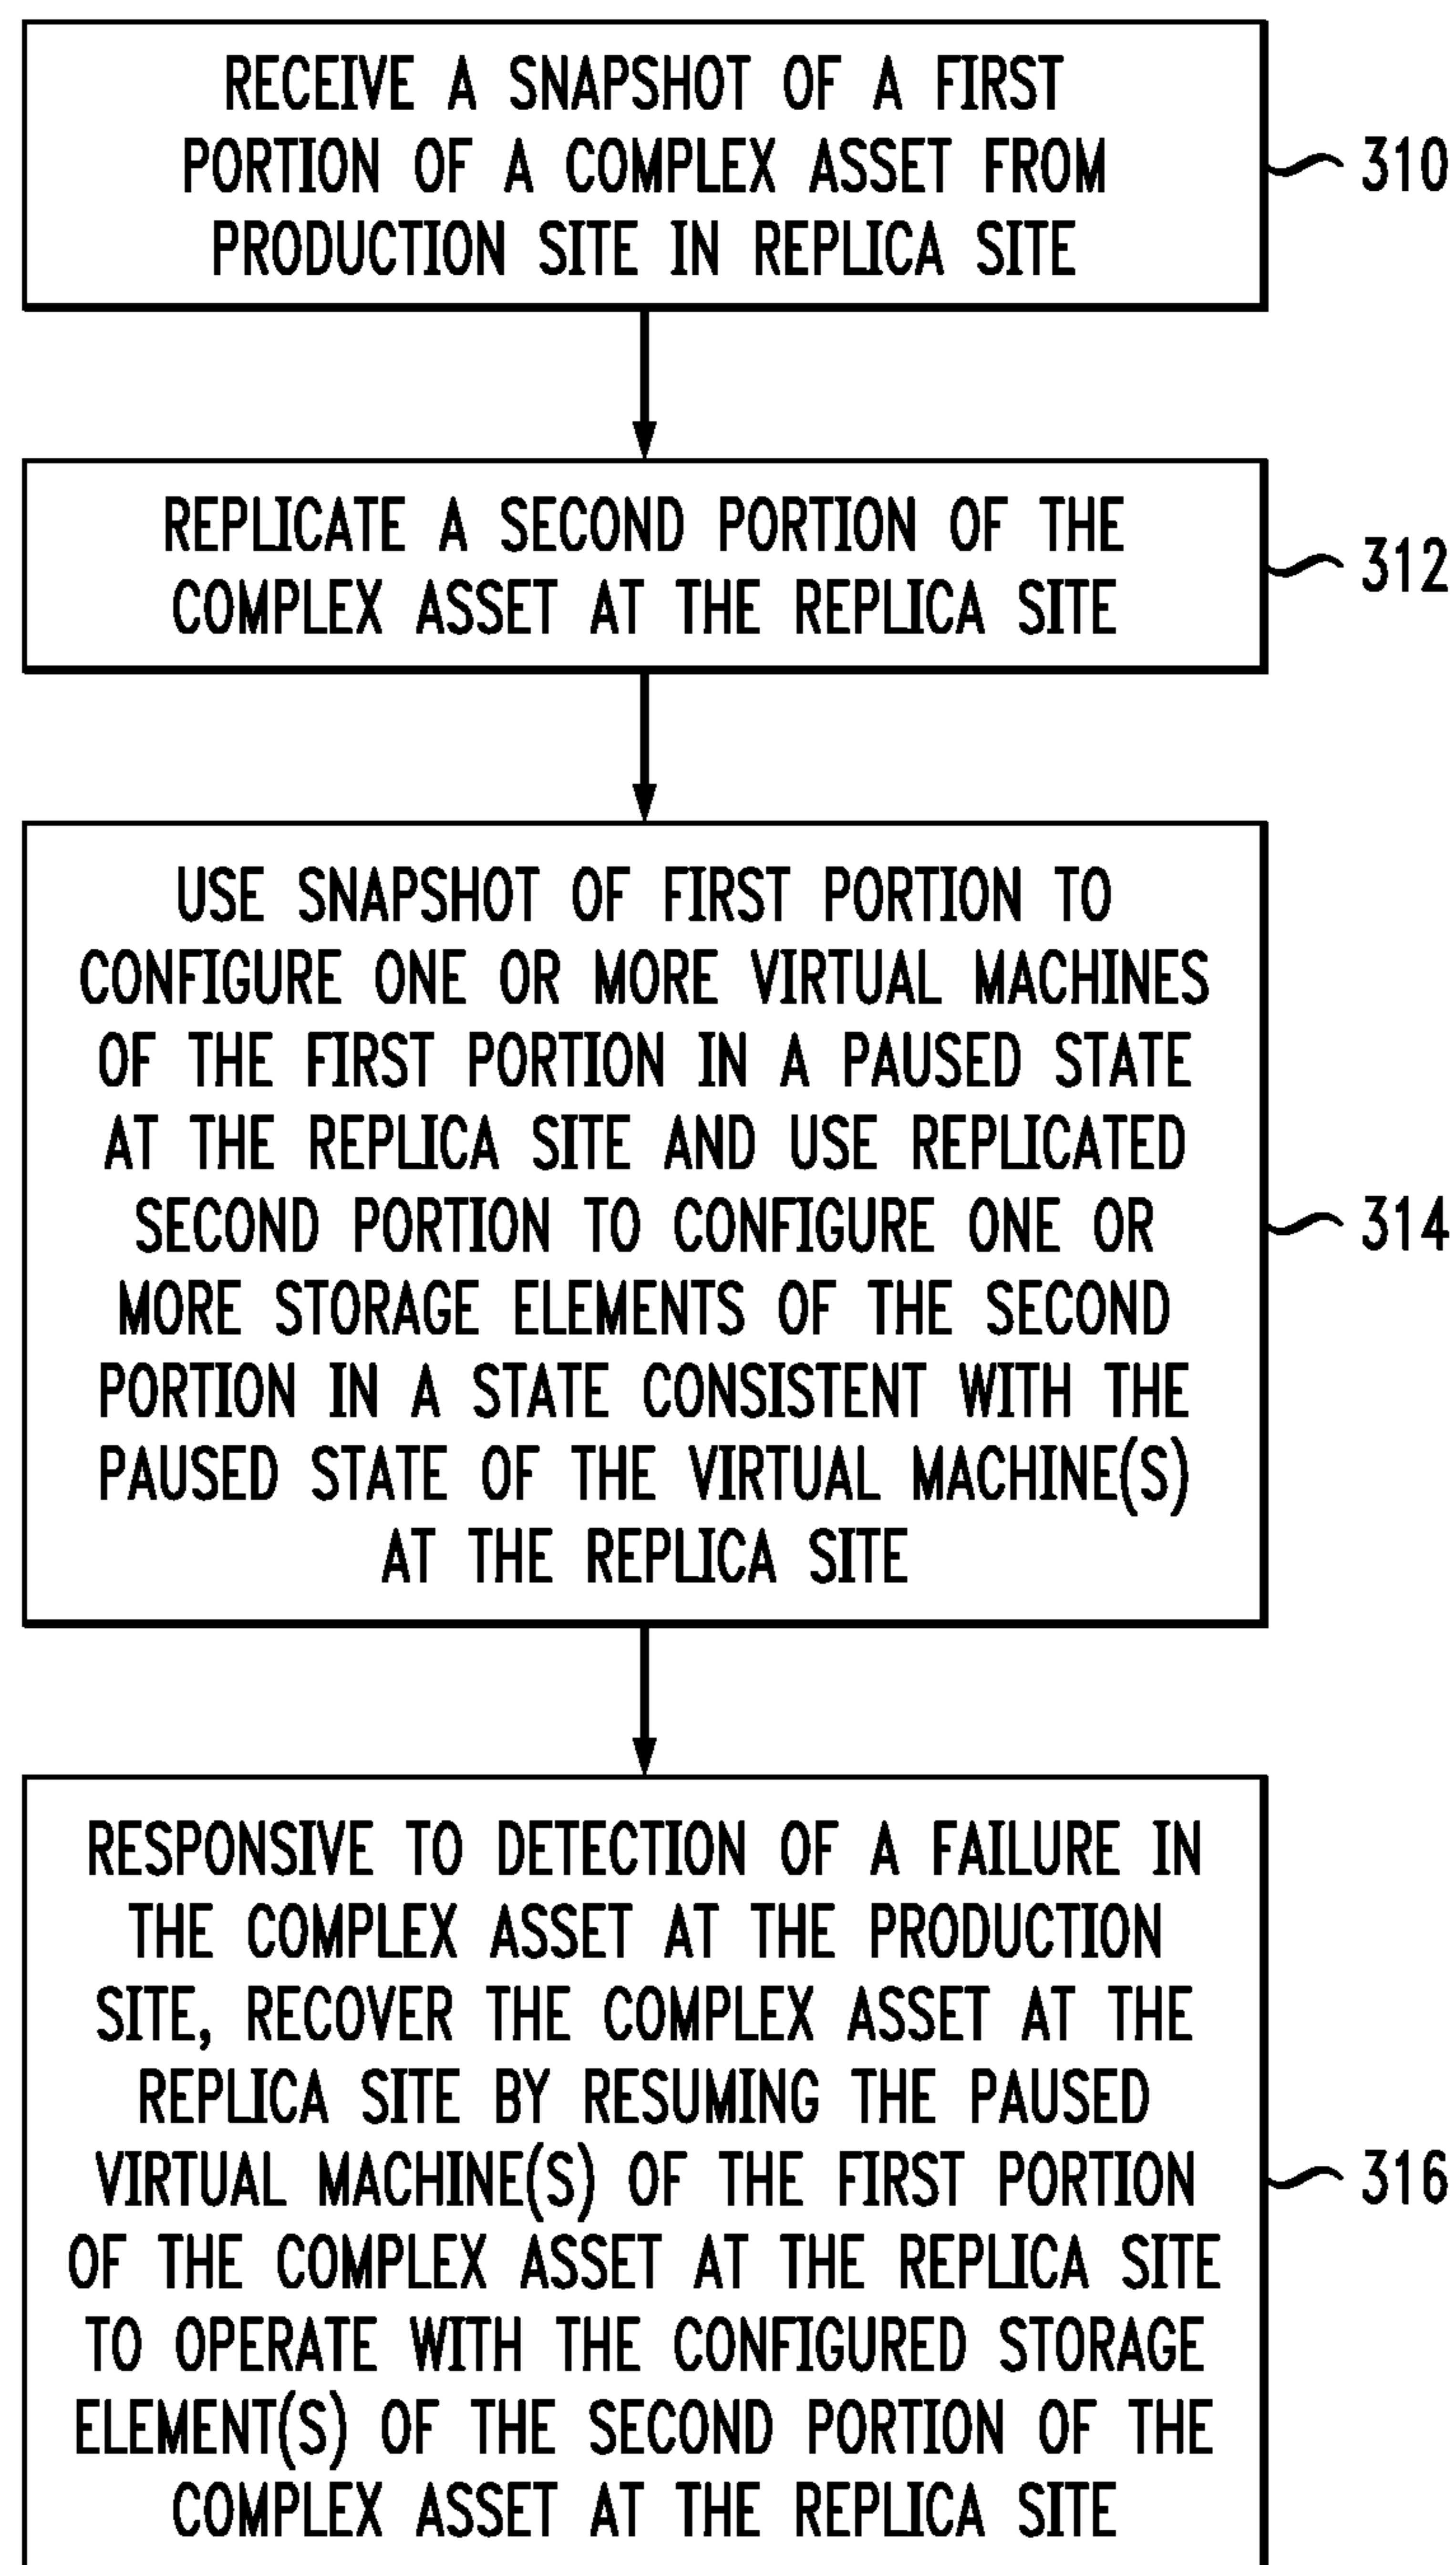 RECEIVE A SNAPSHOT OF A FIRST
PORTION OF A COMPLEX ASSET FROM
PRODUCTION SITE IN REPLICA SITE
310
REPLICATE A SECOND PORTION OF THE
COMPLEX ASSET AT THE REPLICA SITE
312
USE SNAPSHOT OF FIRST PORTION TO
CONFIGURE ONE OR MORE VIRTUAL MACHINES
OF THE FIRST PORTION IN A PAUSED STATE
AT THE REPLICA SITE AND USE REPLICATED
SECOND PORTION TO CONFIGURE ONE OR
MORE STORAGE ELEMENTS OF THE SECOND
PORTION IN A STATE CONSISTENT WITH THE
PAUSED STATE OF THE VIRTUAL MACHINE(S)
AT THE REPLICA SITE
314
RESPONSIVE TO DETECTION OF A FAILURE IN
THE COMPLEX ASSET AT THE PRODUCTION
SITE, RECOVER THE COMPLEX ASSET AT THE
REPLICA SITE BY RESUMING THE PAUSED
VIRTUAL MACHINE(S) OF THE FIRST PORTION
OF THE COMPLEX ASSET AT THE REPLICA SITE
TO OPERATE WITH THE CONFIGURED STORAGE
ELEMENT(S) OF THE SECOND PORTION OF THE
COMPLEX ASSET AT THE REPLICA SITE
316